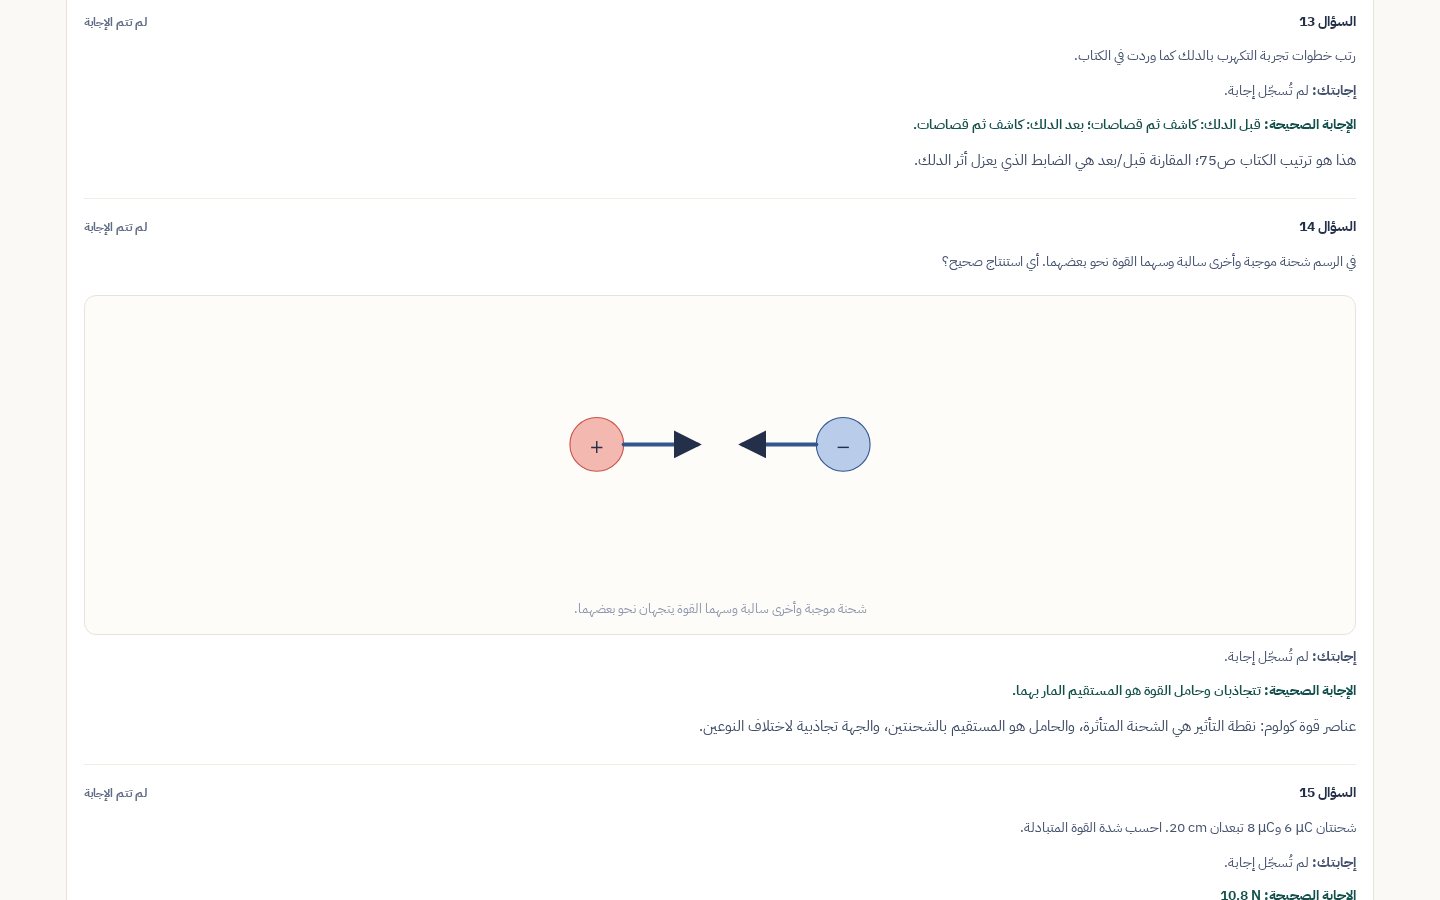 السؤال 13
لم تتم الإجابة
رتب خطوات تجربة التكهرب بالدلك كما وردت في الكتاب.
إجابتك: لم تُسجّل إجابة.
الإجابة الصحيحة: قبل الدلك: كاشف ثم قصاصات؛ بعد الدلك: كاشف ثم قصاصات.
هذا هو ترتيب الكتاب ص75؛ المقارنة قبل/بعد هي الضابط الذي يعزل أثر الدلك.
السؤال 14
لم تتم الإجابة
في الرسم شحنة موجبة وأخرى سالبة وسهما القوة نحو بعضهما. أي استنتاج صحيح؟
+
−
شحنة موجبة وأخرى سالبة وسهما القوة يتجهان نحو بعضهما.
إجابتك: لم تُسجّل إجابة.
الإجابة الصحيحة: تتجاذبان وحامل القوة هو المستقيم المار بهما.
عناصر قوة كولوم: نقطة التأثير هي الشحنة المتأثرة، والحامل هو المستقيم بالشحنتين، والجهة تجاذبية لاختلاف النوعين.
السؤال 15
لم تتم الإجابة
شحنتان 6 µC و8 µC تبعدان 20 cm. احسب شدة القوة المتبادلة.
إجابتك: لم تُسجّل إجابة.
الإجابة الصحيحة: 10.8 N